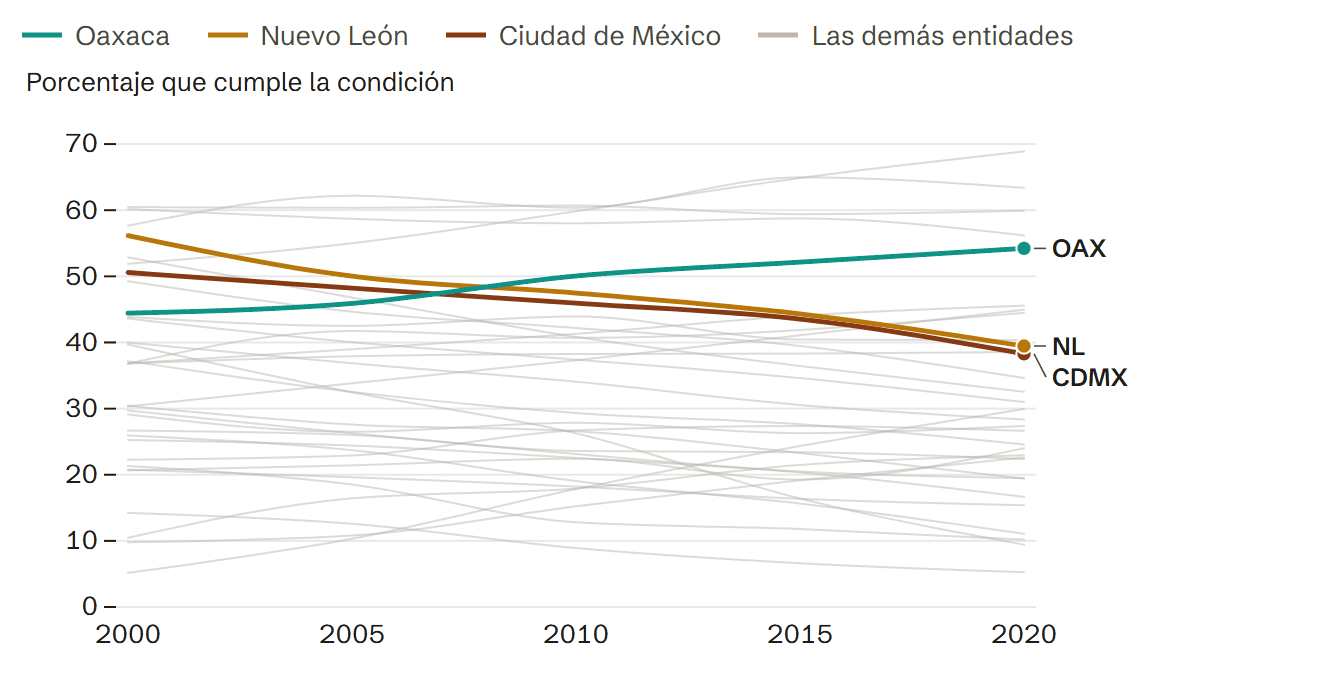 Oaxaca Nuevo León Ciudad de México Las demás entidades
Porcentaje que cumple la condición
70
60
50
40
30
20
10
0
OAX
NL
CDMX
2000 2005 2010 2015 2020